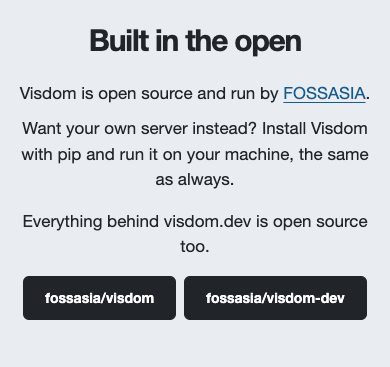 Built in the open
Visdom is open source and run by FOSSASIA.
Want your own server instead? Install Visdom
with pip and run it on your machine, the same
as always.
Everything behind visdom.dev is open source
too.
fossasia/visdom
fossasia/visdom-dev